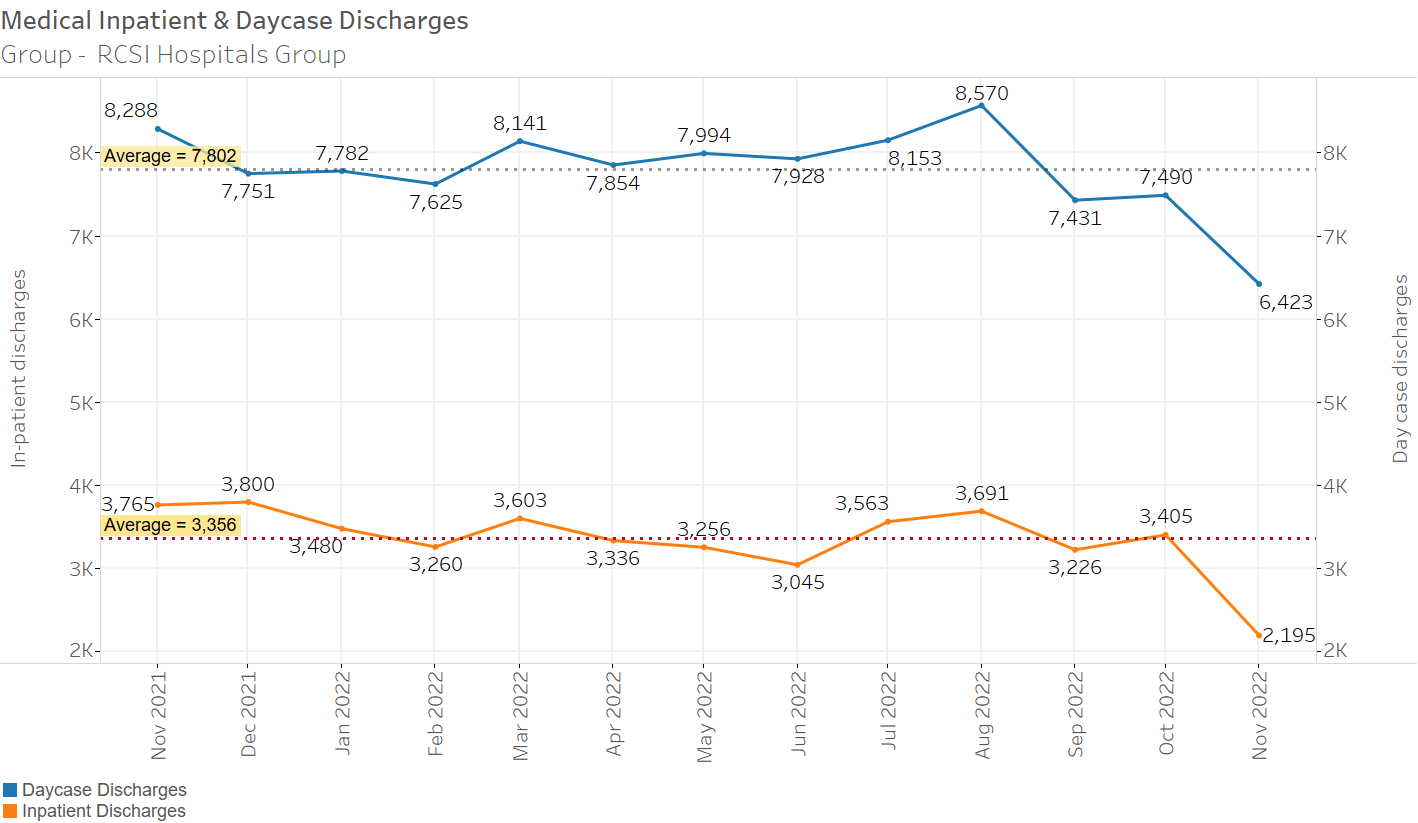 Medical Inpatient & Daycase Discharges
Group -  RCSI Hospitals Group
In-patient discharges
8K
7K
6K
5K
4K
3K
2K
8,288
7,751
7,782
7,625
8,141
7,854
7,994
7,928
8,153
8,570
7,431
7,490
6,423
Average = 7,802
3,765
3,800
3,480
3,260
3,603
3,336
3,256
3,045
3,563
3,691
3,226
3,405
2,195
Average = 3,356
8K
7K
6K
5K
4K
3K
2K
Day case discharges
Nov 2021
Dec 2021
Jan 2022
Feb 2022
Mar 2022
Apr 2022
May 2022
Jun 2022
Jul 2022
Aug 2022
Sep 2022
Oct 2022
Nov 2022
Daycase Discharges
Inpatient Discharges